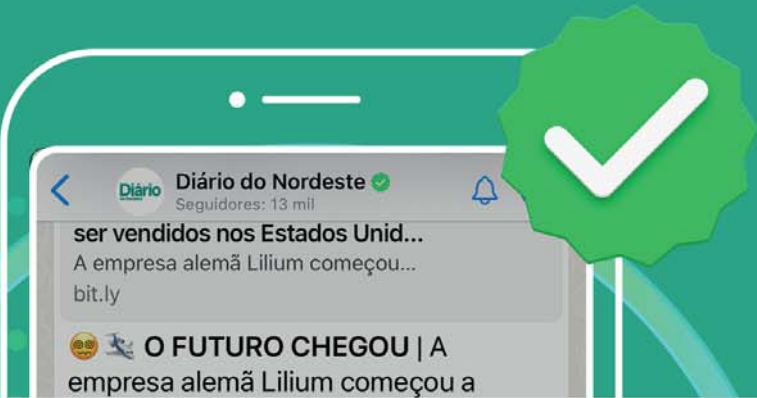 Diário
Diário do Nordeste
Seguidores: 13 mil
ser vendidos nos Estados Unid...
A empresa alemã Lilium começou...
bit.ly
O FUTURO CHEGOU | A
empresa alemã Lilium começou a